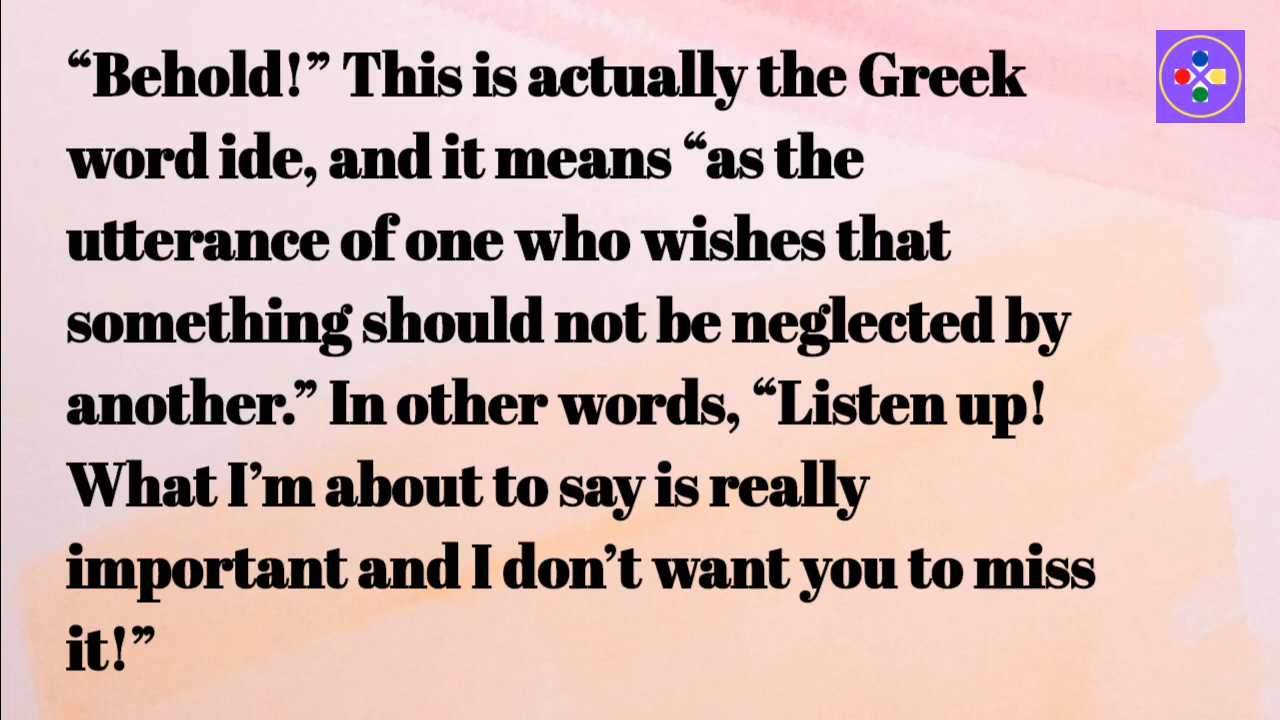 “Behold!” This is actually the Greek
word ide, and it means “as the
utterance of one who wishes that
something should not be neglected by
another.” In other words, “Listen up!
What I’m about to say is really
important and I don’t want you to miss
it!”